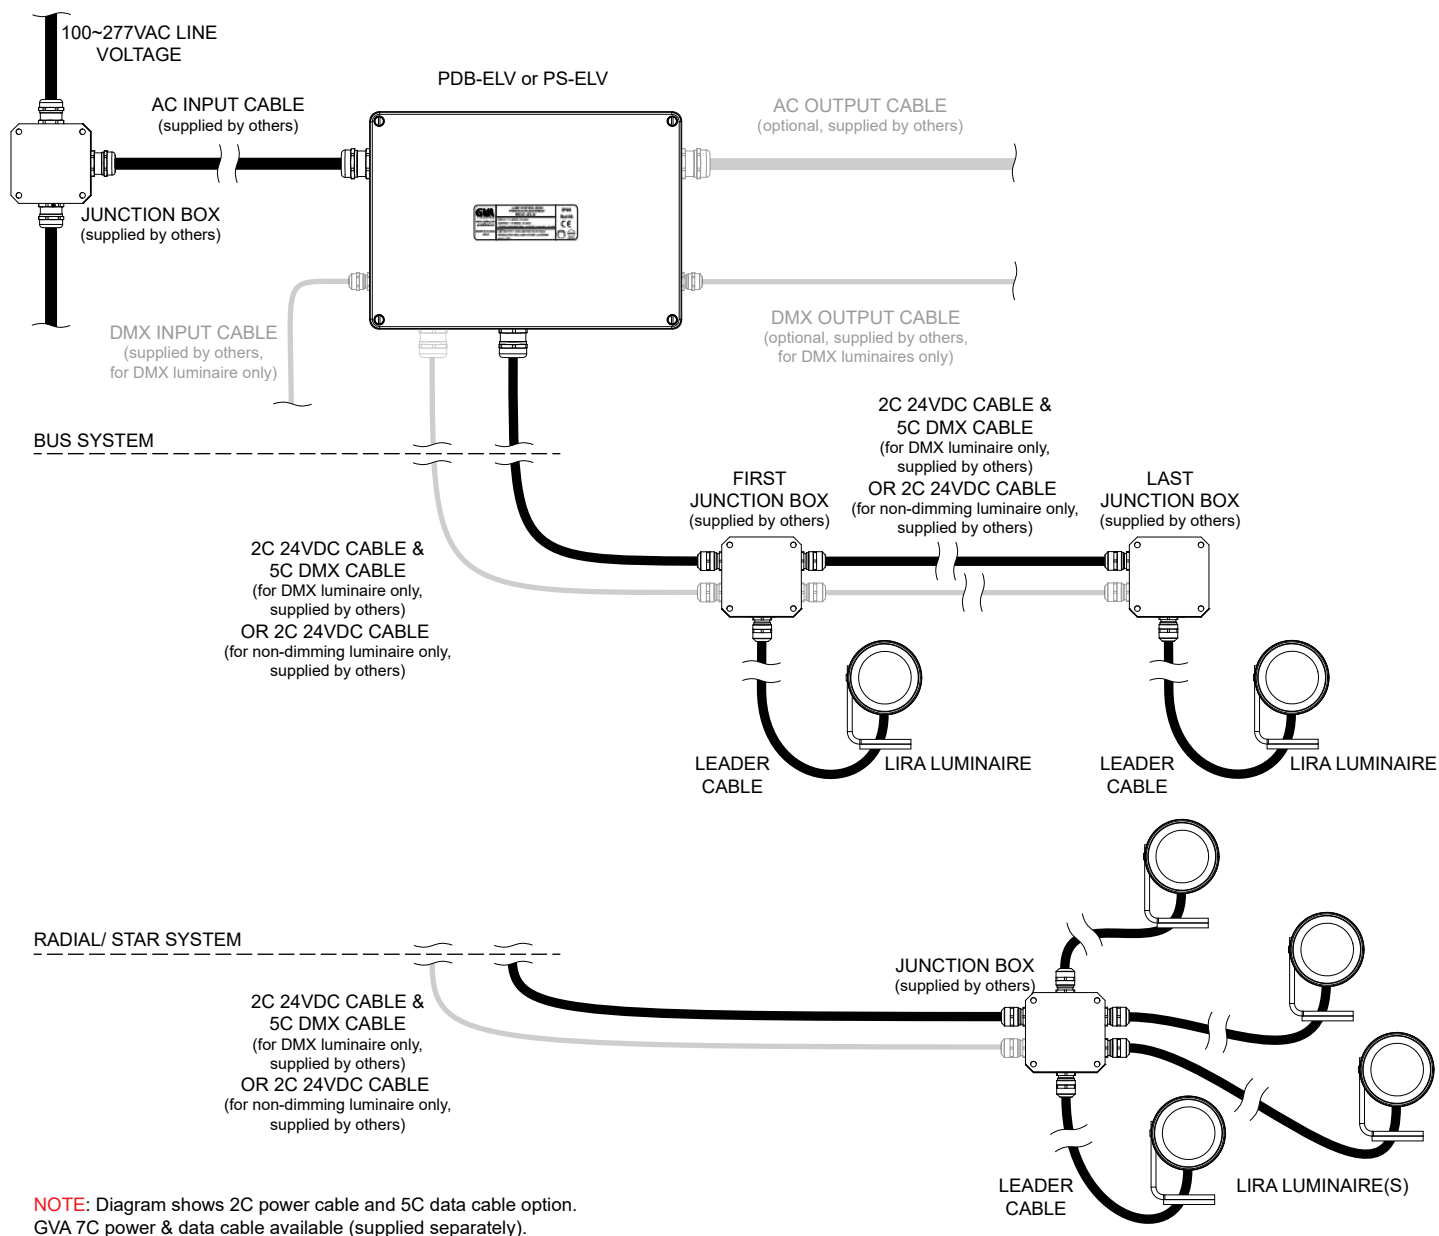 100~277VAC LINE
VOLTAGE
PDB-ELV or PS-ELV
AC INPUT CABLE
(supplied by others)
AC OUTPUT CABLE
(optional, supplied by others)
GVA
JUNCTION BOX
(supplied by others)
DMX INPUT CABLE
(supplied by others,
for DMX luminaire only)
DMX OUTPUT CABLE
(optional, supplied by others,
for DMX luminaires only)
BUS SYSTEM
2C 24VDC CABLE &
5C DMX CABLE
(for DMX luminaire only,
supplied by others)
OR 2C 24VDC CABLE
(for non-dimming luminaire only,
supplied by others)
FIRST
JUNCTION BOX
(supplied by others)
LAST
JUNCTION BOX
(supplied by others)
2C 24VDC CABLE &
5C DMX CABLE
(for DMX luminaire only,
supplied by others)
OR 2C 24VDC CABLE
(for non-dimming luminaire only,
supplied by others)
LEADER
CABLE
LIRA LUMINAIRE
LEADER
CABLE
LIRA LUMINAIRE
RADIAL/ STAR SYSTEM
JUNCTION BOX
(supplied by others)
2C 24VDC CABLE &
5C DMX CABLE
(for DMX luminaire only,
supplied by others)
OR 2C 24VDC CABLE
(for non-dimming luminaire only,
supplied by others)
LEADER
CABLE
LIRA LUMINAIRE(S)
NOTE: Diagram shows 2C power cable and 5C data cable option.
GVA 7C power & data cable available (supplied separately).